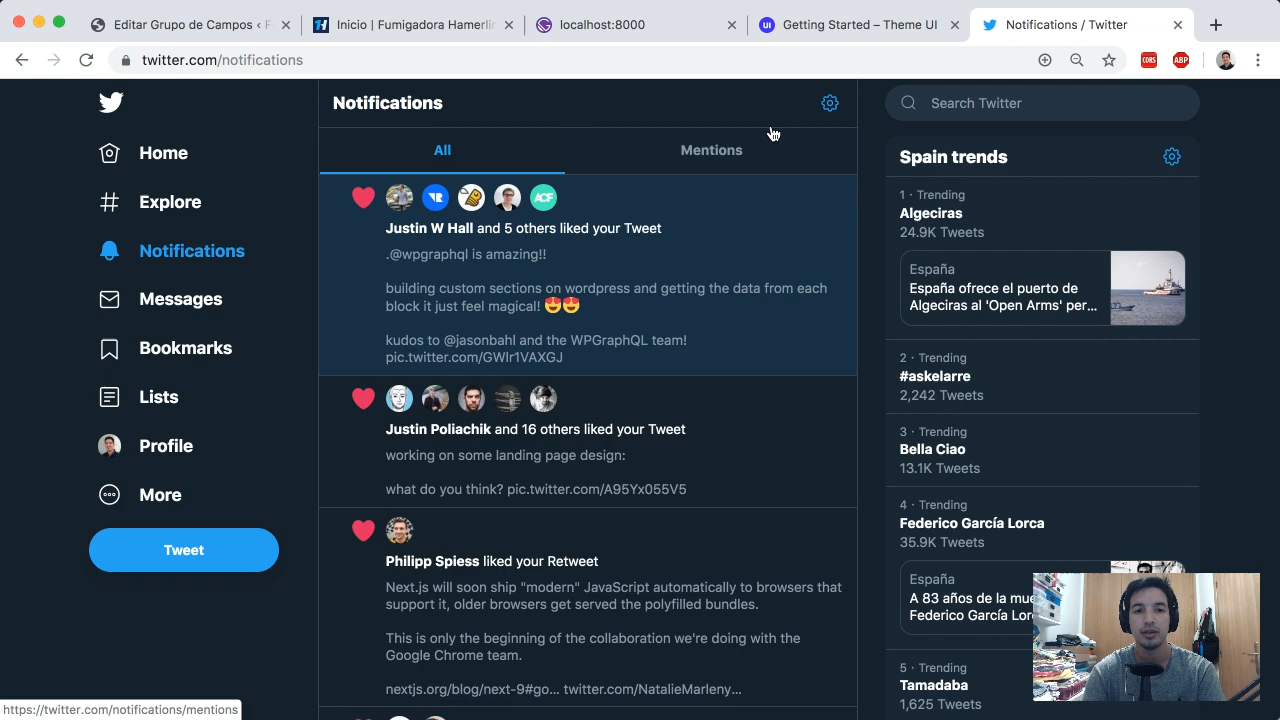 Editar Grupo de Campos ‹ F
Inicio | Fumigadora Hamerlin
localhost:8000
Getting Started – Theme UI
Notifications / Twitter
twitter.com/notifications
CORS
ABP
Home
Explore
Notifications
Messages
Bookmarks
Lists
Profile
More
Tweet
Notifications
All
Mentions
ACF
Justin W Hall and 5 others liked your Tweet
.@wpgraphql is amazing!!
building custom sections on wordpress and getting the data from each
block it just feel magical! 😍😍
kudos to @jasonbahl and the WPGraphQL team!
pic.twitter.com/GWIr1VAXGJ
Justin Poliachik and 16 others liked your Tweet
working on some landing page design:
what do you think? pic.twitter.com/A95Yx055V5
Philipp Spiess liked your Retweet
Next.js will soon ship "modern" JavaScript automatically to browsers that
support it, older browsers get served the polyfilled bundles.
This is only the beginning of the collaboration we're doing with the
Google Chrome team.
nextjs.org/blog/next-9#go... twitter.com/NatalieMarleny...
Search Twitter
Spain trends
1 · Trending
Algeciras
24.9K Tweets
España
España ofrece el puerto de
Algeciras al 'Open Arms' per...
2 · Trending
#askelarre
2,242 Tweets
3 · Trending
Bella Ciao
13.1K Tweets
4 · Trending
Federico García Lorca
35.9K Tweets
España
A 83 años de la mue
Federico García Lor
5 · Trending
Tamadaba
1,625 Tweets
https://twitter.com/notifications/mentions